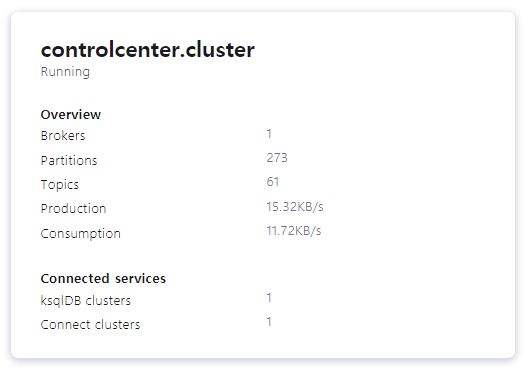 controlcenter.cluster
Running
Overview
Brokers 1
Partitions 273
Topics 61
Production 15.32KB/s
Consumption 11.72KB/s
Connected services
ksqlDB clusters 1
Connect clusters 1